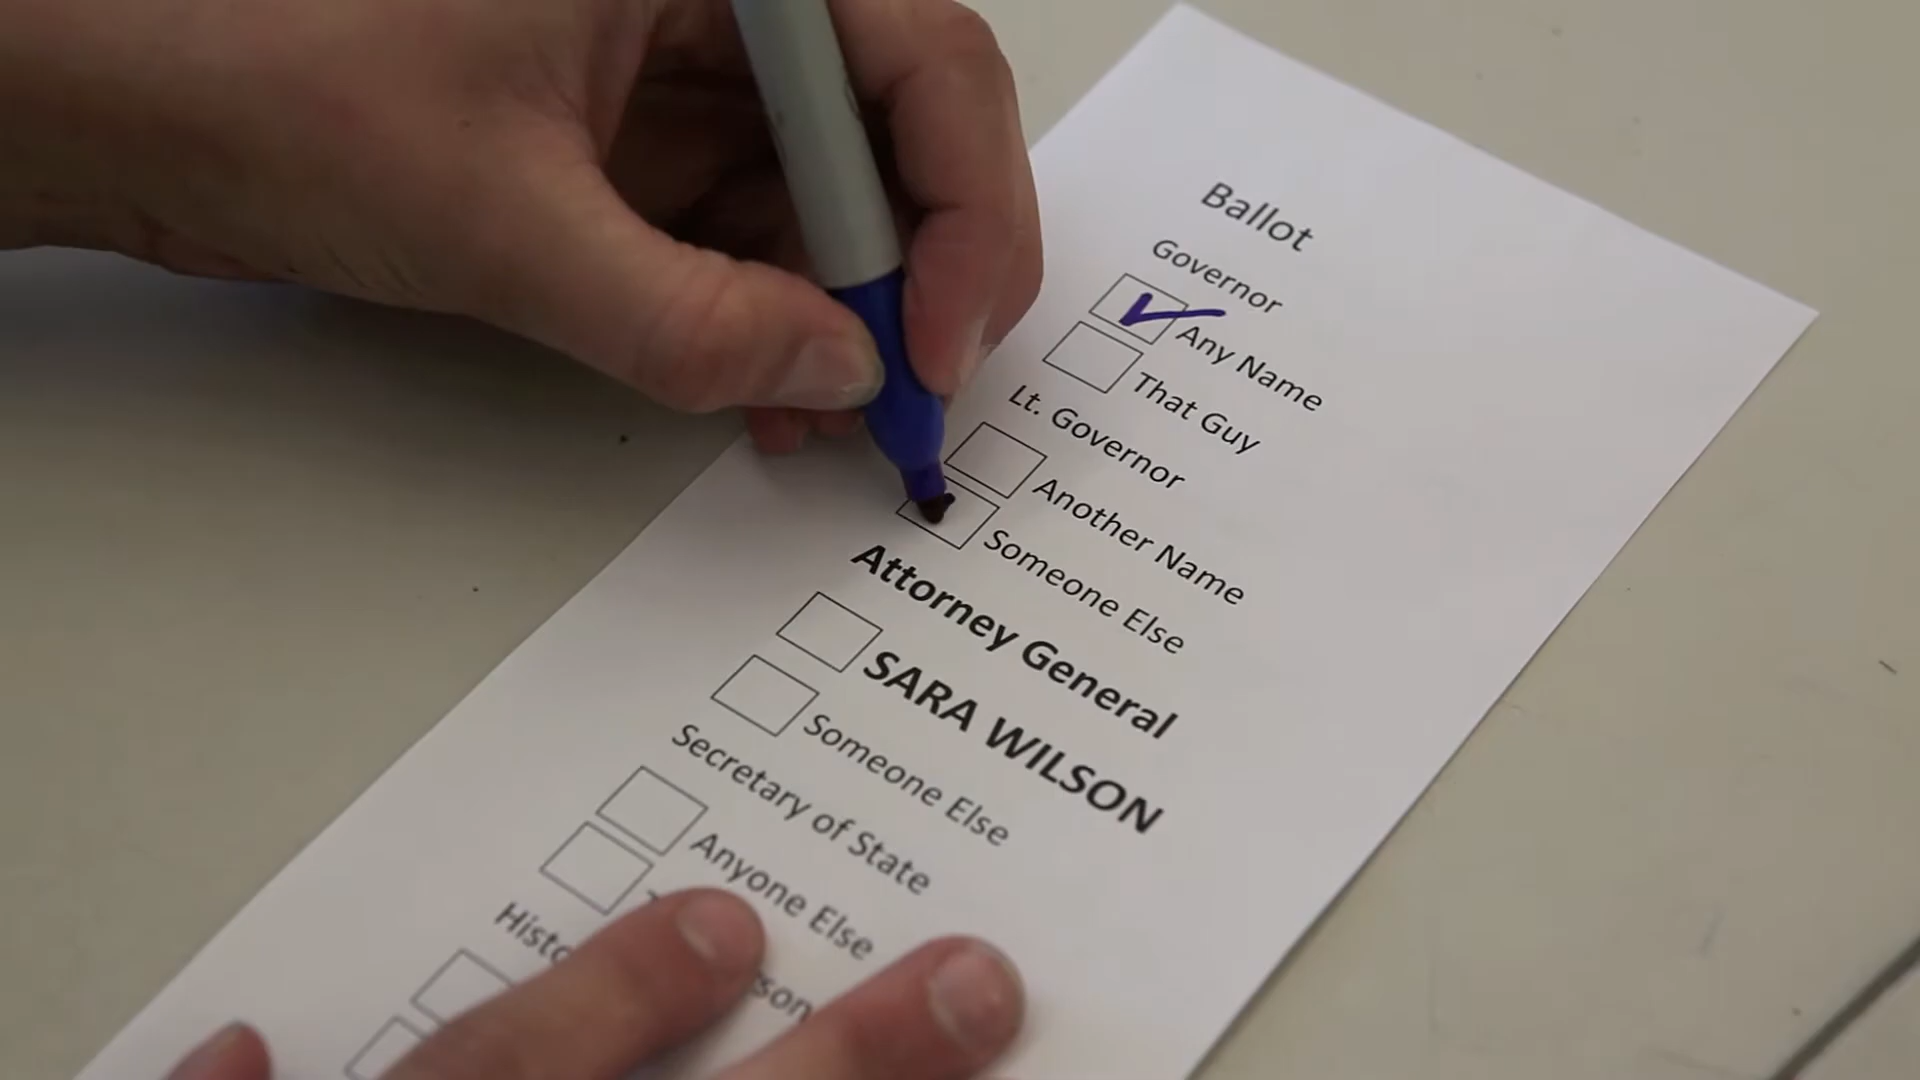 Ballot
Governor
Any Name
That Guy
Lt. Governor
Another Name
Someone Else
Attorney General
SARA WILSON
Someone Else
Secretary of State
Anyone Else